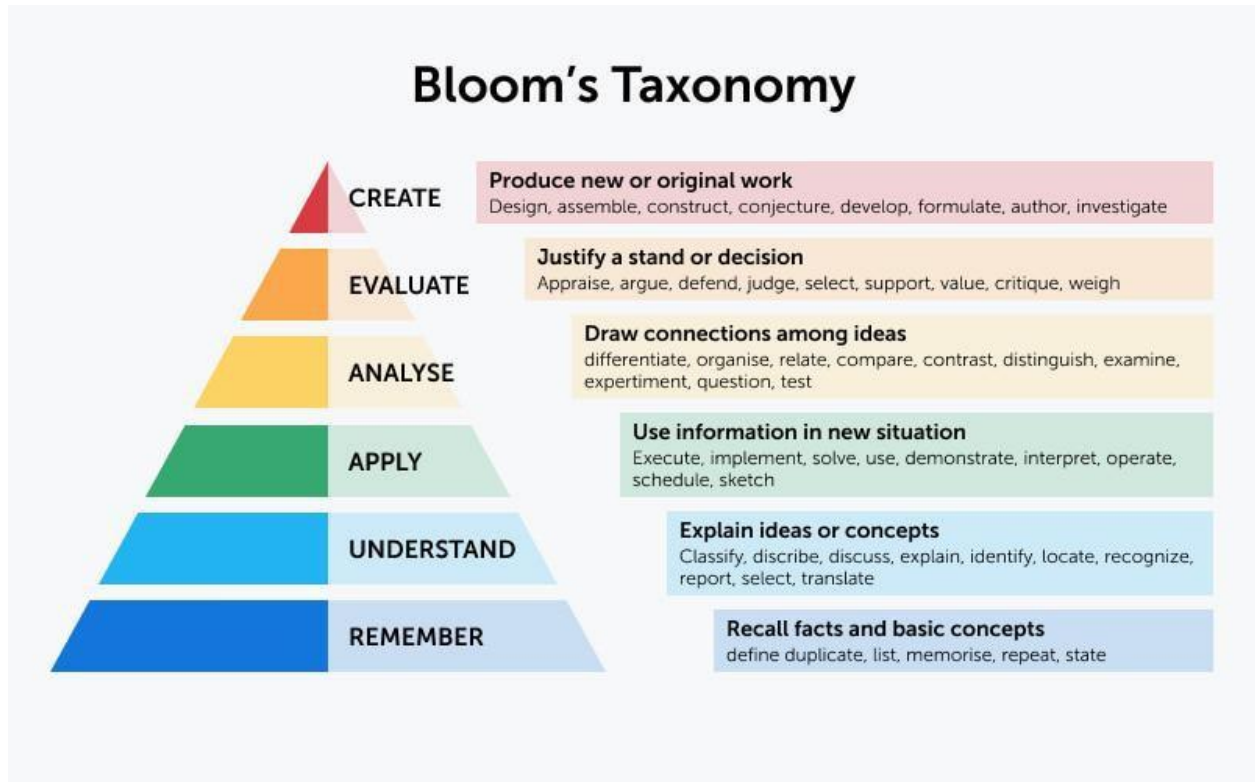 Bloom's Taxonomy
CREATE
Produce new or original work
Design, assemble, construct, conjecture, develop, formulate, author, investigate
EVALUATE
Justify a stand or decision
Appraise, argue, defend, judge, select, support, value, critique, weigh
ANALYSE
Draw connections among ideas
differentiate, organise, relate, compare, contrast, distinguish, examine,
expertiment, question, test
APPLY
Use information in new situation
Execute, implement, solve, use, demonstrate, interpret, operate,
schedule, sketch
UNDERSTAND
Explain ideas or concepts
Classify, discribe, discuss, explain, identify, locate, recognize,
report, select, translate
REMEMBER
Recall facts and basic concepts
define duplicate, list, memorise, repeat, state